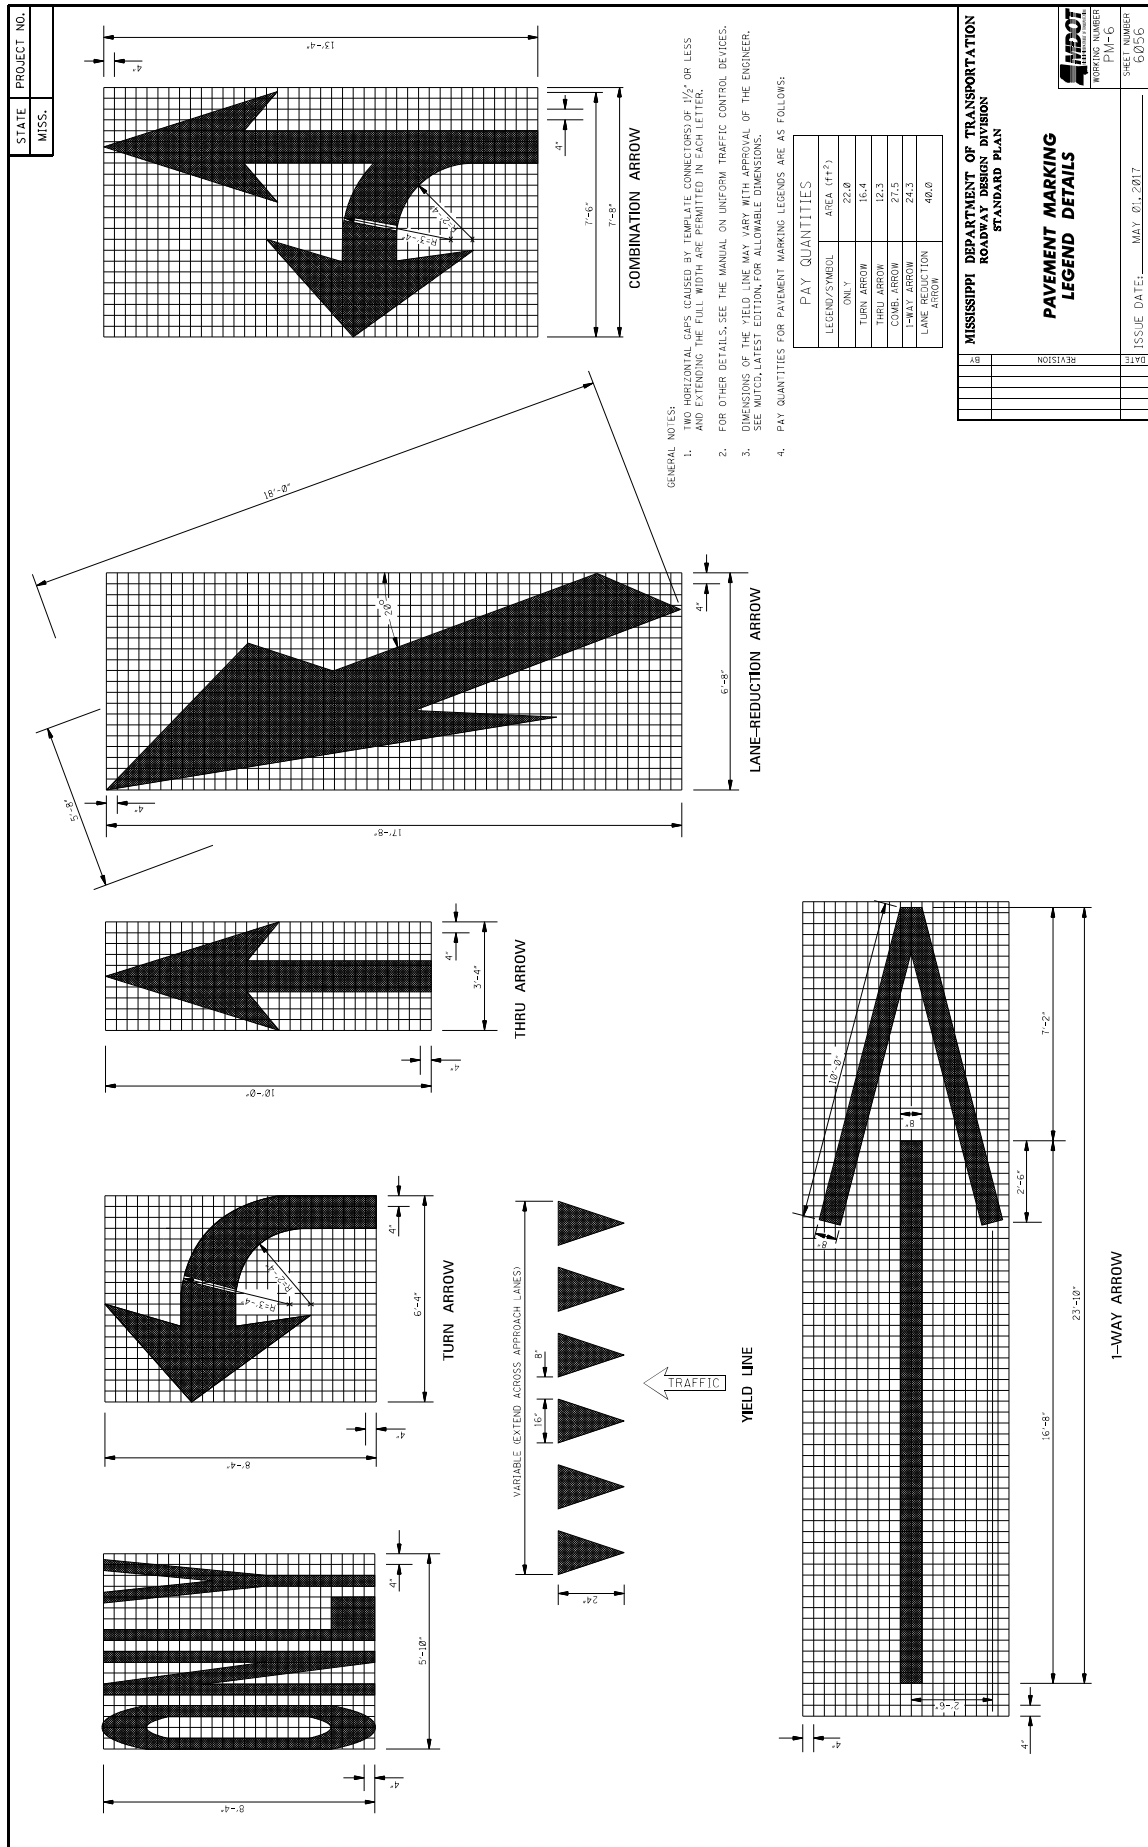 STATE
PROJECT NO.
MISS.
8'-4"
4"
4"
5'-10"
8'-4"
4"
R=3'-4"
R=2'-4"
4"
6'-4"
TURN ARROW
10'-0"
4"
4"
3'-4"
THRU ARROW
5'-8"
18'-0"
4"
17'-8"
20°
4"
6'-8"
LANE-REDUCTION ARROW
13'-4"
4"
R=3'-4"
R=2'-4"
4"
7'-6"
7'-8"
COMBINATION ARROW
VARIABLE (EXTEND ACROSS APPROACH LANES)
24"
16"
8"
TRAFFIC
YIELD LINE
4"
4"
2'-6"
8"
10'-0"
8"
2'-6"
7'-2"
16'-8"
23'-10"
1-WAY ARROW
GENERAL NOTES:
1. TWO HORIZONTAL GAPS (CAUSED BY TEMPLATE CONNECTORS) OF 1½" OR LESS
AND EXTENDING THE FULL WIDTH ARE PERMITTED IN EACH LETTER.
2. FOR OTHER DETAILS, SEE THE MANUAL ON UNIFORM TRAFFIC CONTROL DEVICES.
3. DIMENSIONS OF THE YIELD LINE MAY VARY WITH APPROVAL OF THE ENGINEER.
SEE MUTCD, LATEST EDITION, FOR ALLOWABLE DIMENSIONS.
4. PAY QUANTITIES FOR PAVEMENT MARKING LEGENDS ARE AS FOLLOWS:
PAY QUANTITIES
LEGEND/SYMBOL AREA (ft²)
ONLY 22.0
TURN ARROW 16.4
THRU ARROW 12.3
COMB. ARROW 27.5
1-WAY ARROW 24.3
LANE REDUCTION ARROW 40.0
BY
REVISION
DATE
MISSISSIPPI DEPARTMENT OF TRANSPORTATION
ROADWAY DESIGN DIVISION
STANDARD PLAN
PAVEMENT MARKING
LEGEND DETAILS
ISSUE DATE: MAY 01, 2017
MDOT
WORKING NUMBER
PM-6
SHEET NUMBER
6056
ONLY